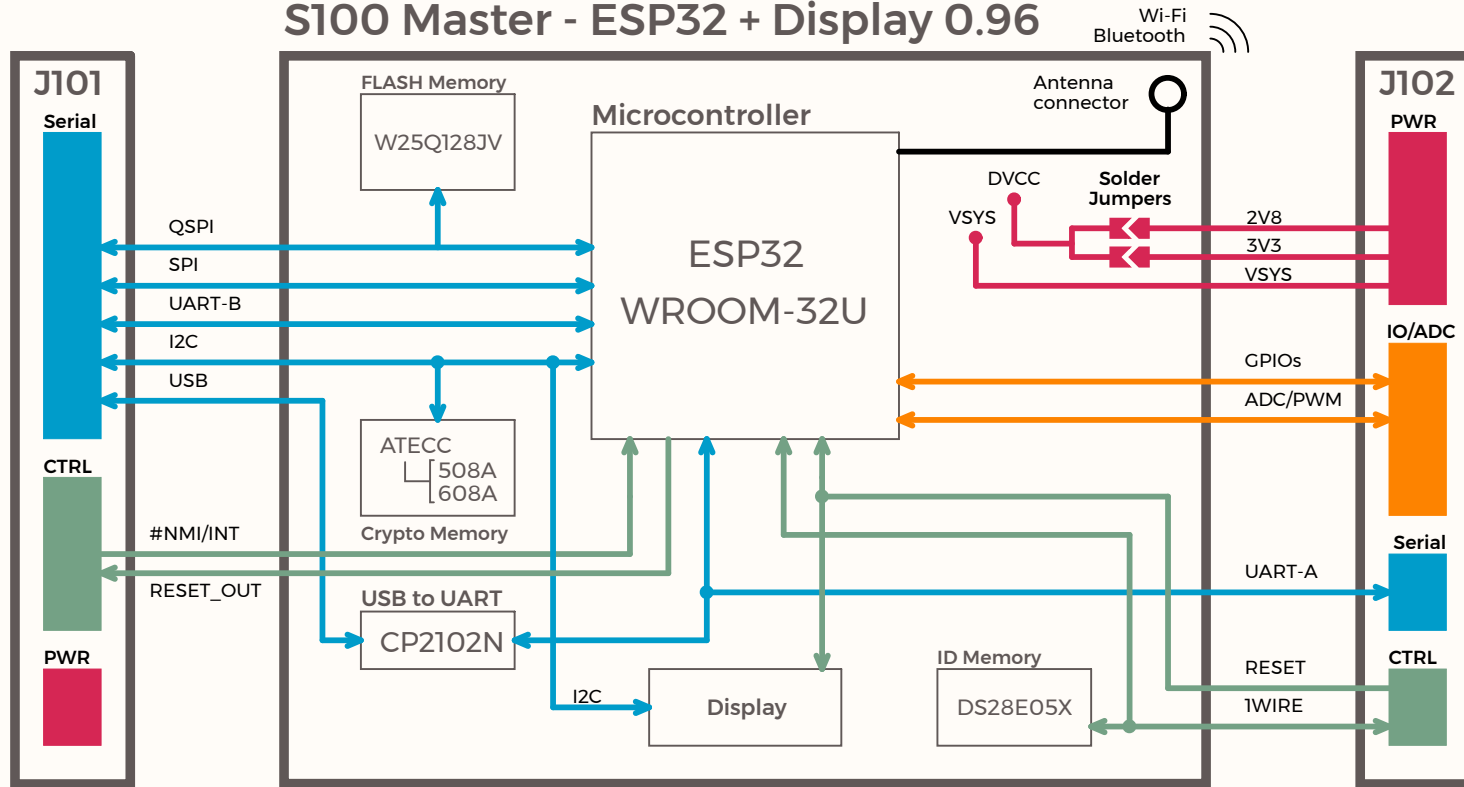 S100 Master - ESP32 + Display 0.96
Wi-Fi
Bluetooth
J101
Serial
QSPI
SPI
UART-B
I2C
USB
CTRL
#NMI/INT
RESET_OUT
PWR
FLASH Memory
W25Q128JV
Microcontroller
ESP32
WROOM-32U
Antenna
connector
DVCC
VSYS
Solder
Jumpers
ATECC
508A
608A
Crypto Memory
USB to UART
CP2102N
I2C
Display
ID Memory
DS28E05X
J102
PWR
2V8
3V3
VSYS
IO/ADC
GPIOs
ADC/PWM
Serial
UART-A
CTRL
RESET
1WIRE